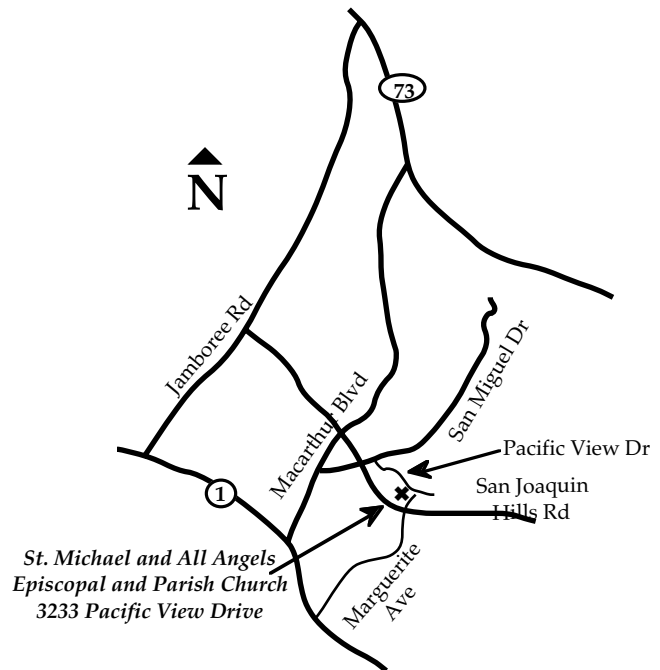 73
N
Jamboree Rd
Macarthur Blvd
San Miguel Dr
Pacific View Dr
San Joaquin
Hills Rd
1
St. Michael and All Angels
Episcopal and Parish Church
3233 Pacific View Drive
Marguerite
Ave